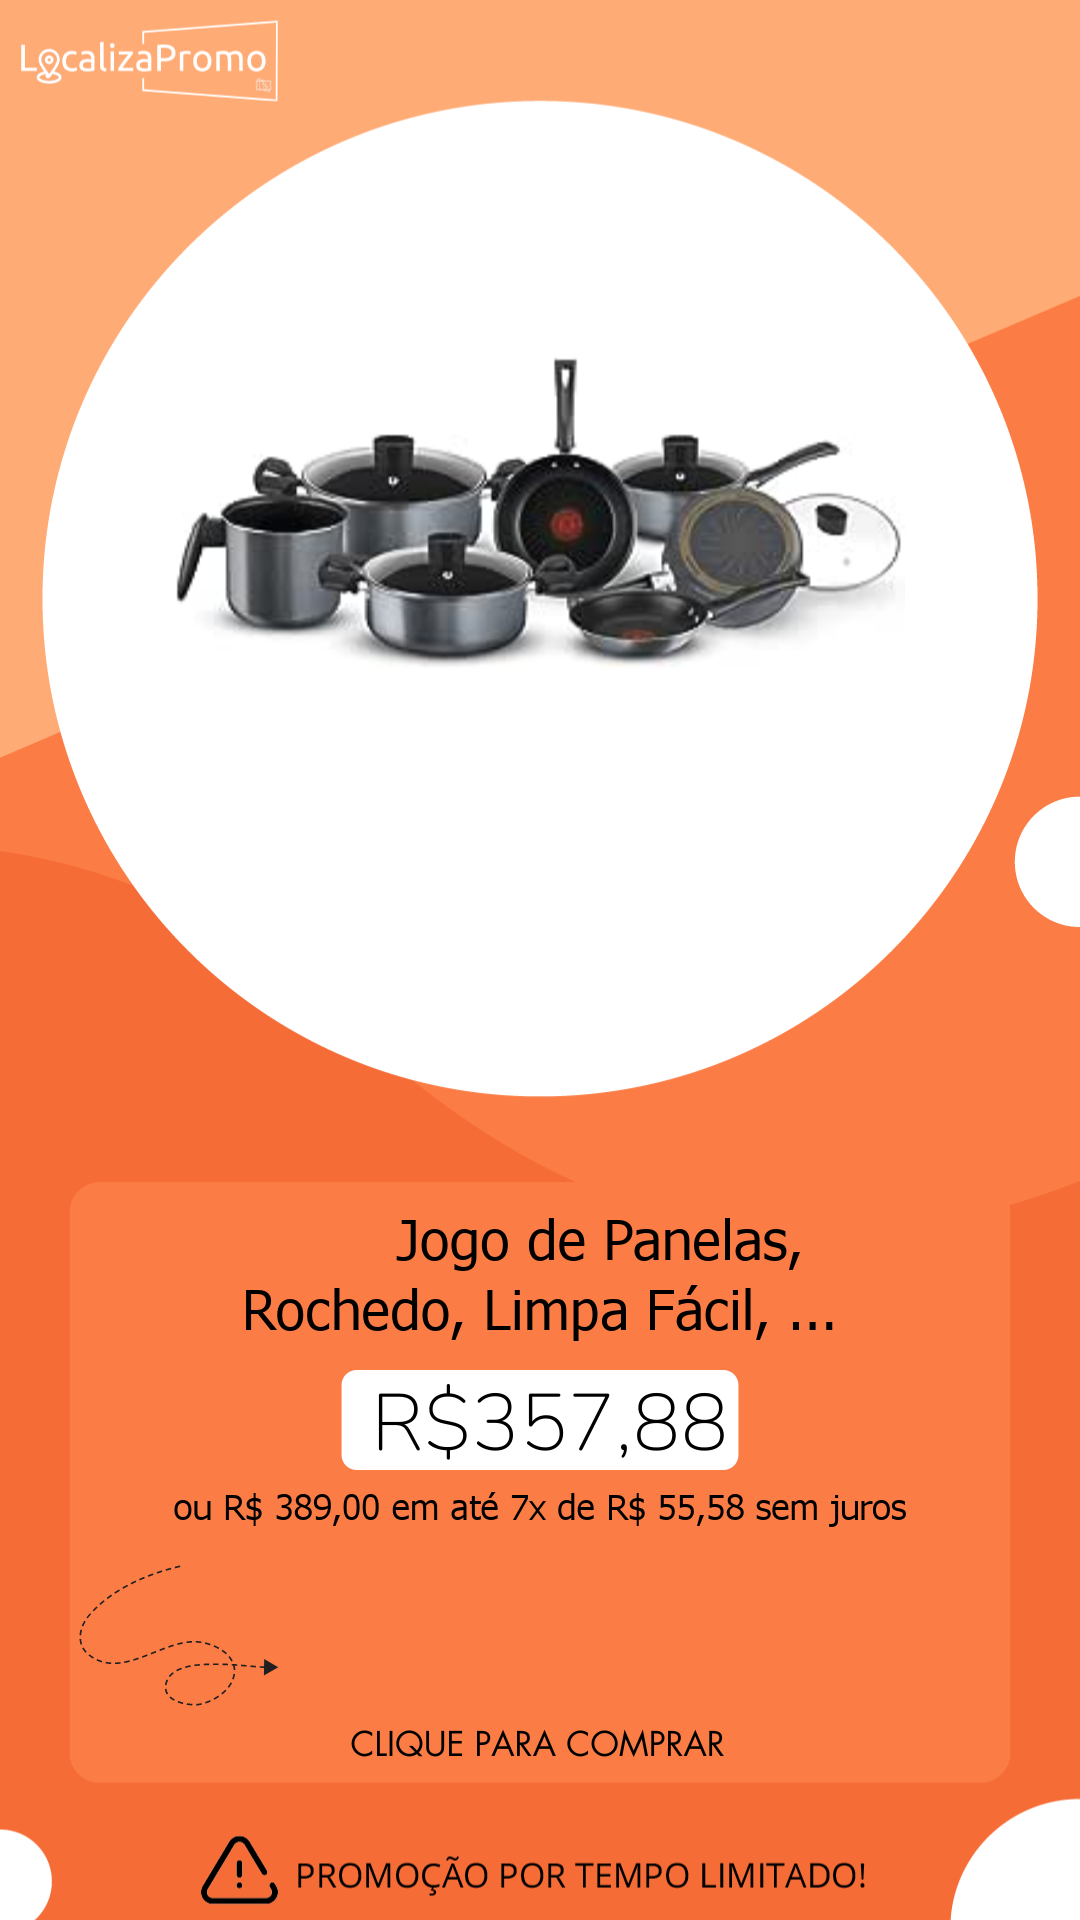 LocalizaPromo
Jogo de Panelas,
Rochedo, Limpa Fácil, ...
R$357,88
ou R$ 389,00 em até 7x de R$ 55,58 sem juros
CLIQUE PARA COMPRAR
PROMOÇÃO POR TEMPO LIMITADO!